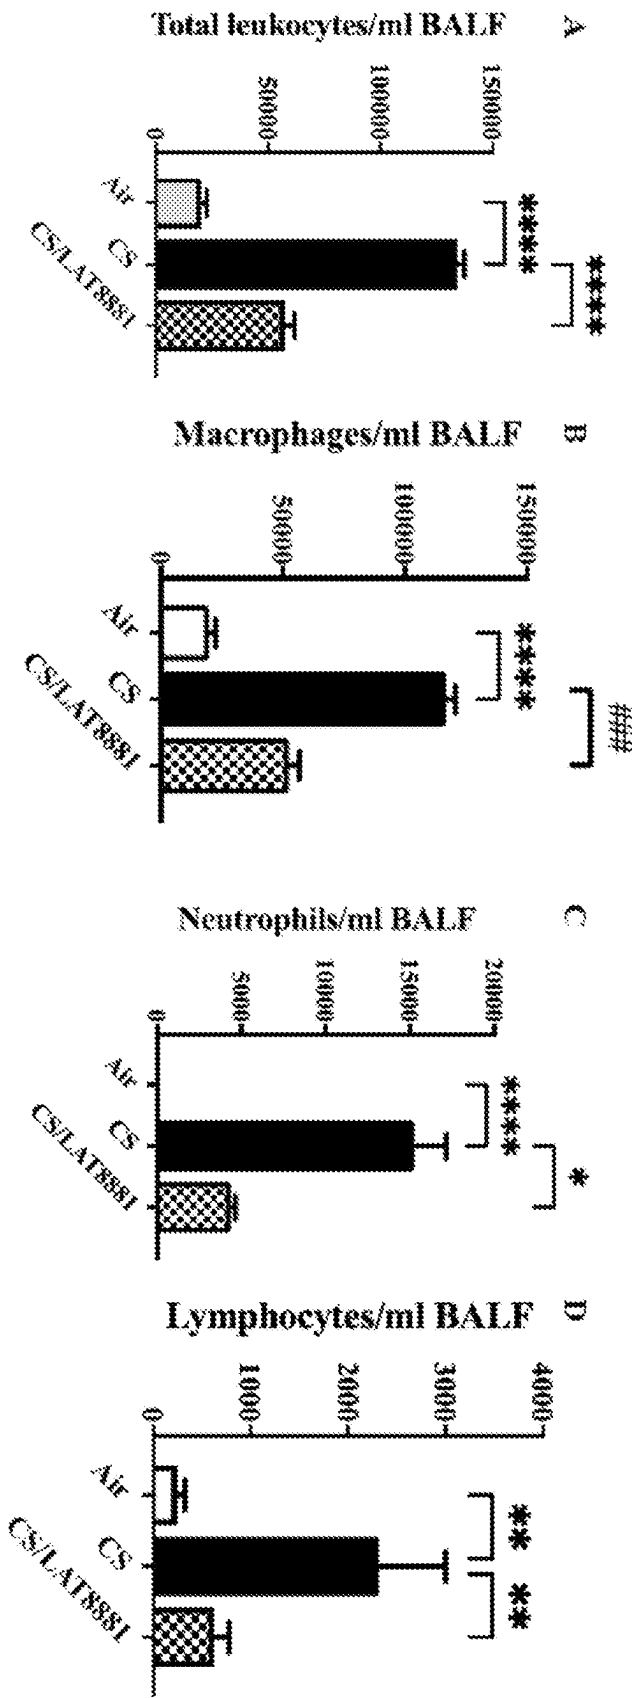 A
Total leukocytes/ml BALF
150000
100000
50000
0
Air
CS
CS/LAT8881
****
****
B
Macrophages/ml BALF
150000
100000
50000
0
Air
CS
CS/LAT8881
****
###
C
Neutrophils/ml BALF
20000
15000
10000
5000
0
Air
CS
CS/LAT8881
****
*
D
Lymphocytes/ml BALF
4000
3000
2000
1000
0
Air
CS
CS/LAT8881
**
**